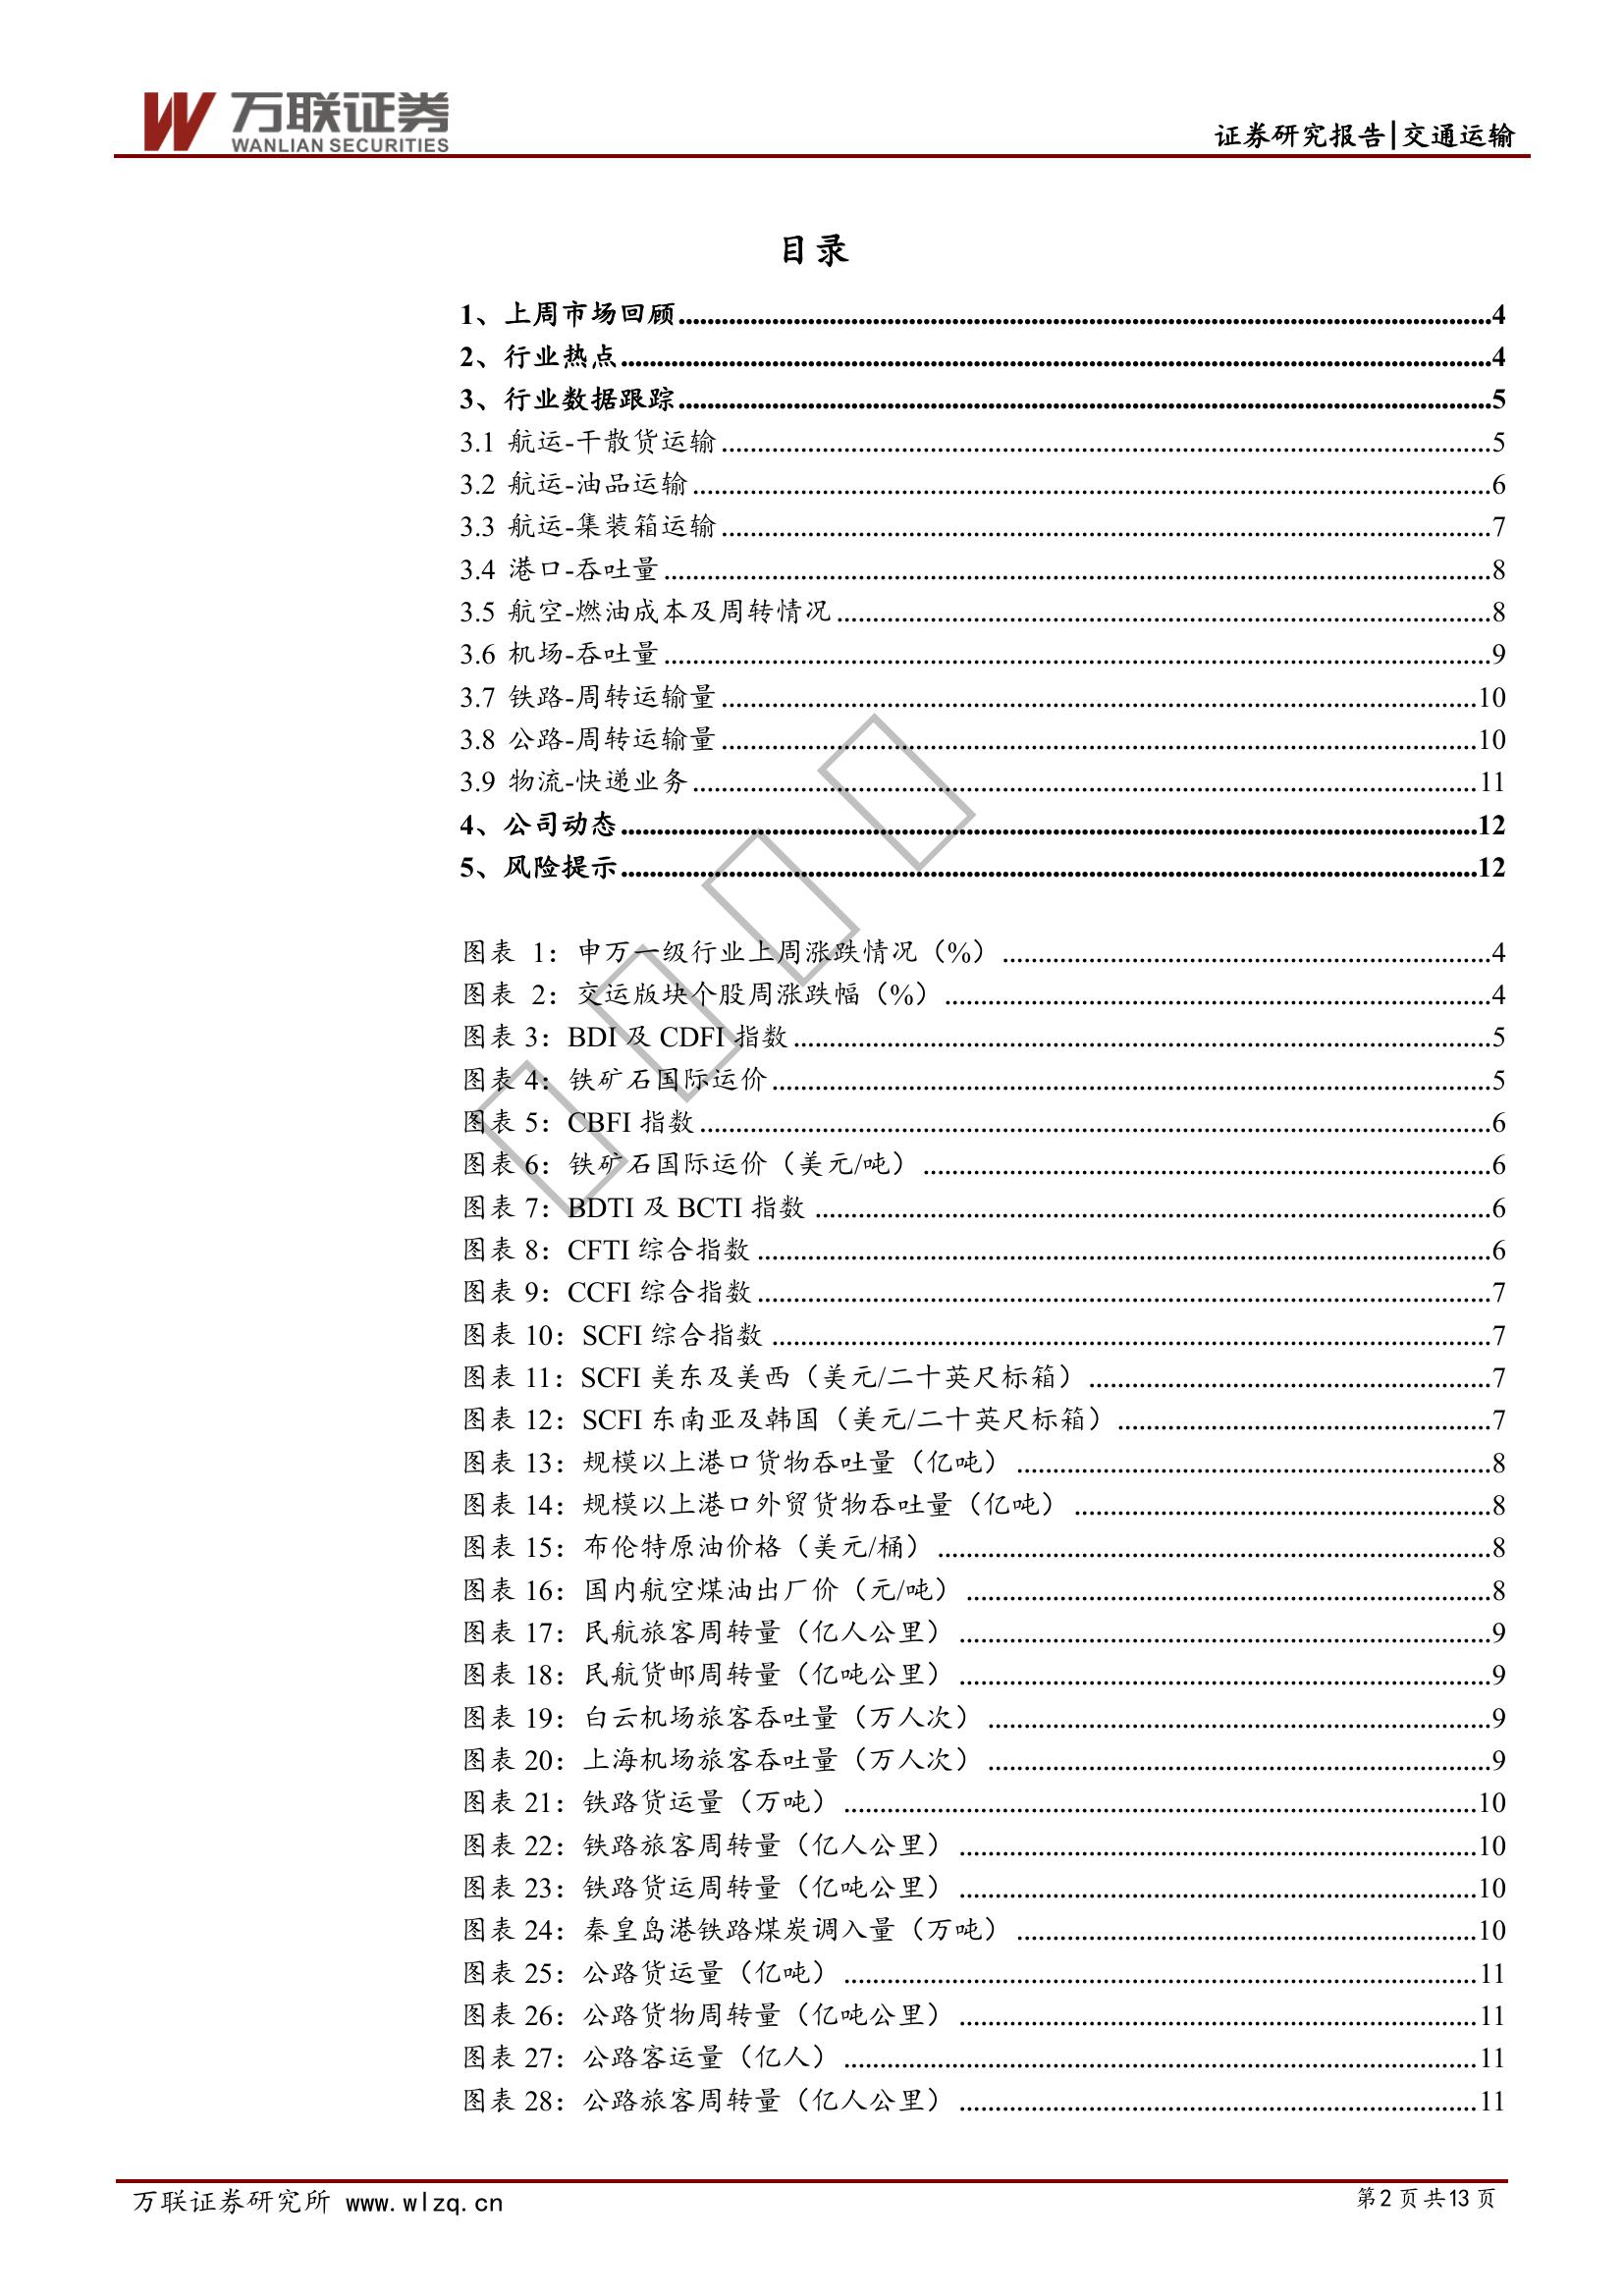 万联证券
WANLIAN SECURITIES
证券研究报告|交通运输
目录
1、上周市场回顾....................4
2、行业热点....................4
3、行业数据跟踪....................5
3.1 航运-干散货运输....................5
3.2 航运-油品运输....................6
3.3 航运-集装箱运输....................7
3.4 港口-吞吐量....................8
3.5 航空-燃油成本及周转情况....................8
3.6 机场-吞吐量....................9
3.7 铁路-周转运输量....................10
3.8 公路-周转运输量....................10
3.9 物流-快递业务....................11
4、公司动态....................12
5、风险提示....................12
图表 1：申万一级行业上周涨跌情况（%）....................4
图表 2：交运版块个股周涨跌幅（%）....................4
图表 3：BDI 及 CDFI 指数....................5
图表 4：铁矿石国际运价....................5
图表 5：CBFI 指数....................6
图表 6：铁矿石国际运价（美元/吨）....................6
图表 7：BDTI 及 BCTI 指数....................6
图表 8：CFTI 综合指数....................6
图表 9：CCFI 综合指数....................7
图表 10：SCFI 综合指数....................7
图表 11：SCFI 美东及美西（美元/二十英尺标箱）....................7
图表 12：SCFI 东南亚及韩国（美元/二十英尺标箱）....................7
图表 13：规模以上港口货物吞吐量（亿吨）....................8
图表 14：规模以上港口外贸货物吞吐量（亿吨）....................8
图表 15：布伦特原油价格（美元/桶）....................8
图表 16：国内航空煤油出厂价（元/吨）....................8
图表 17：民航旅客周转量（亿人公里）....................9
图表 18：民航货邮周转量（亿吨公里）....................9
图表 19：白云机场旅客吞吐量（万人次）....................9
图表 20：上海机场旅客吞吐量（万人次）....................9
图表 21：铁路货运量（万吨）....................10
图表 22：铁路旅客周转量（亿人公里）....................10
图表 23：铁路货运周转量（亿吨公里）....................10
图表 24：秦皇岛港铁路煤炭调入量（万吨）....................10
图表 25：公路货运量（亿吨）....................11
图表 26：公路货物周转量（亿吨公里）....................11
图表 27：公路客运量（亿人）....................11
图表 28：公路旅客周转量（亿人公里）....................11
万联证券研究所 www.wlzq.cn
第2页共13页